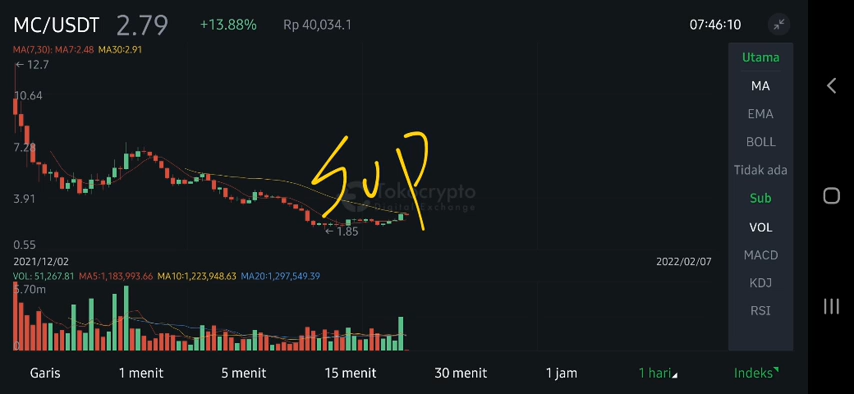 MC/USDT 2.79 +13.88% Rp 40,034.1 07:46:10
MA(7,30): MA7:2.48 MA30:2.91
← 12.7
10.64
7.28
3.91
0.55
← 1.85
Sup
Tokocrypto
Digital Exchange
2021/12/02 2022/02/07
VOL: 51,267.81 MA5:1,183,993.66 MA10:1,223,948.63 MA20:1,297,549.39
5.70m
0
Utama
MA
EMA
BOLL
Tidak ada
Sub
VOL
MACD
KDJ
RSI
Garis 1 menit 5 menit 15 menit 30 menit 1 jam 1 hari Indeks